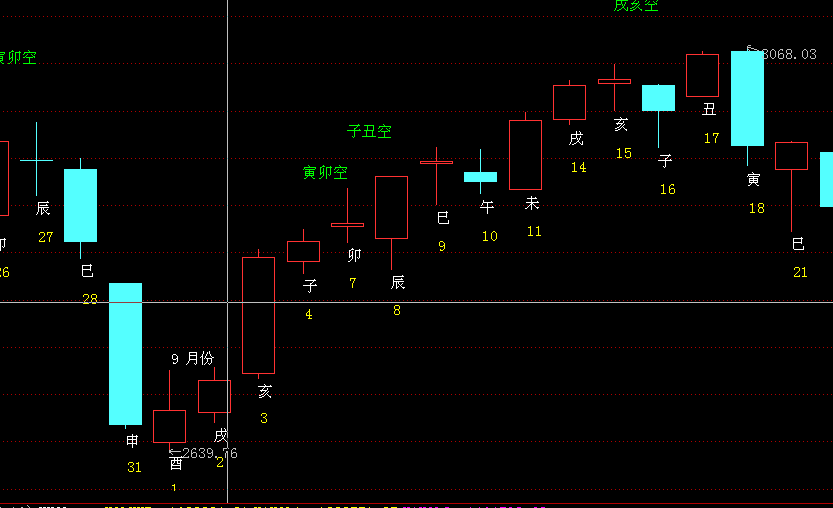 戌亥空
寅卯空
8068.03
子丑空
寅卯空
丑
17
戌
14
亥
15
子
16
寅
18
辰
27
巳
9
午
10
未
11
卯
26
巳
28
子
4
卯
7
辰
8
巳
21
9 月份
亥
3
申
31
戌
2
←2639.76
酉
1